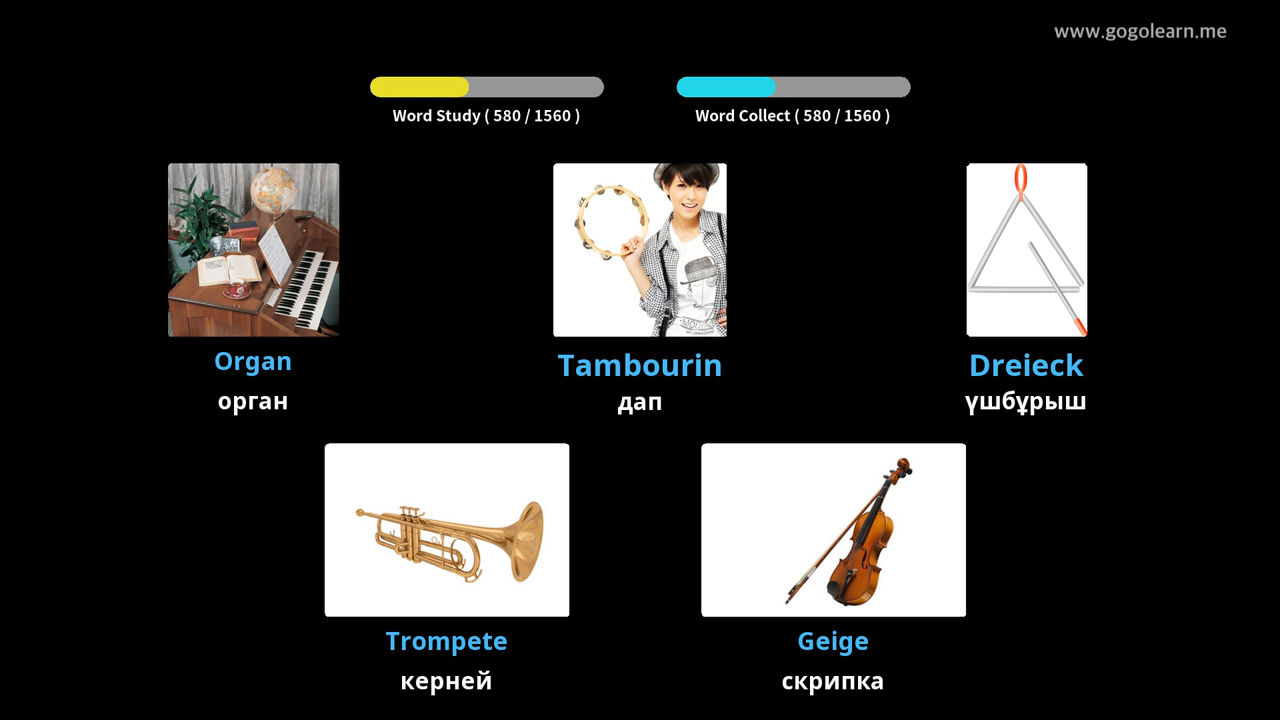 www.gogolearn.me
Word Study ( 580 / 1560 )
Word Collect ( 580 / 1560 )
Organ
орган
Tambourin
дап
Dreieck
үшбұрыш
Trompete
керней
Geige
скрипка